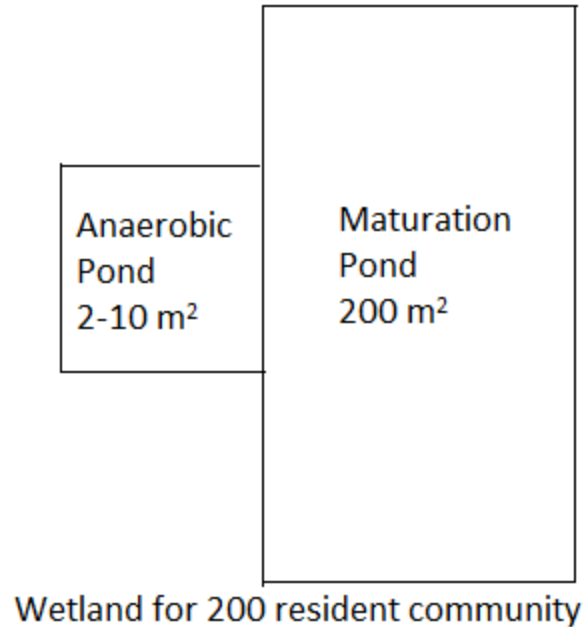 Anaerobic
Pond
2-10 m²
Maturation
Pond
200 m²
Wetland for 200 resident community